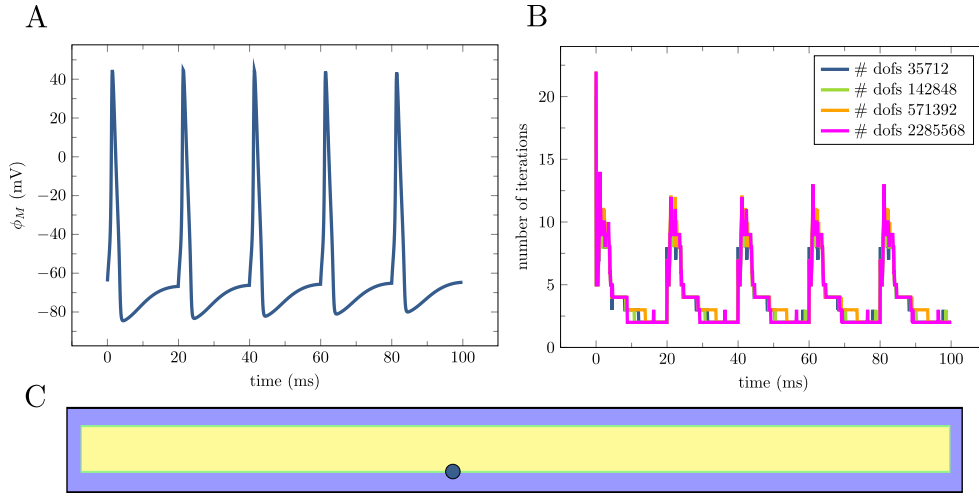 A
ϕ_M (mV)
40
20
0
−20
−40
−60
−80
0 20 40 60 80 100
time (ms)
B
number of iterations
20
15
10
5
0
# dofs 35712
# dofs 142848
# dofs 571392
# dofs 2285568
0 20 40 60 80 100
time (ms)
C